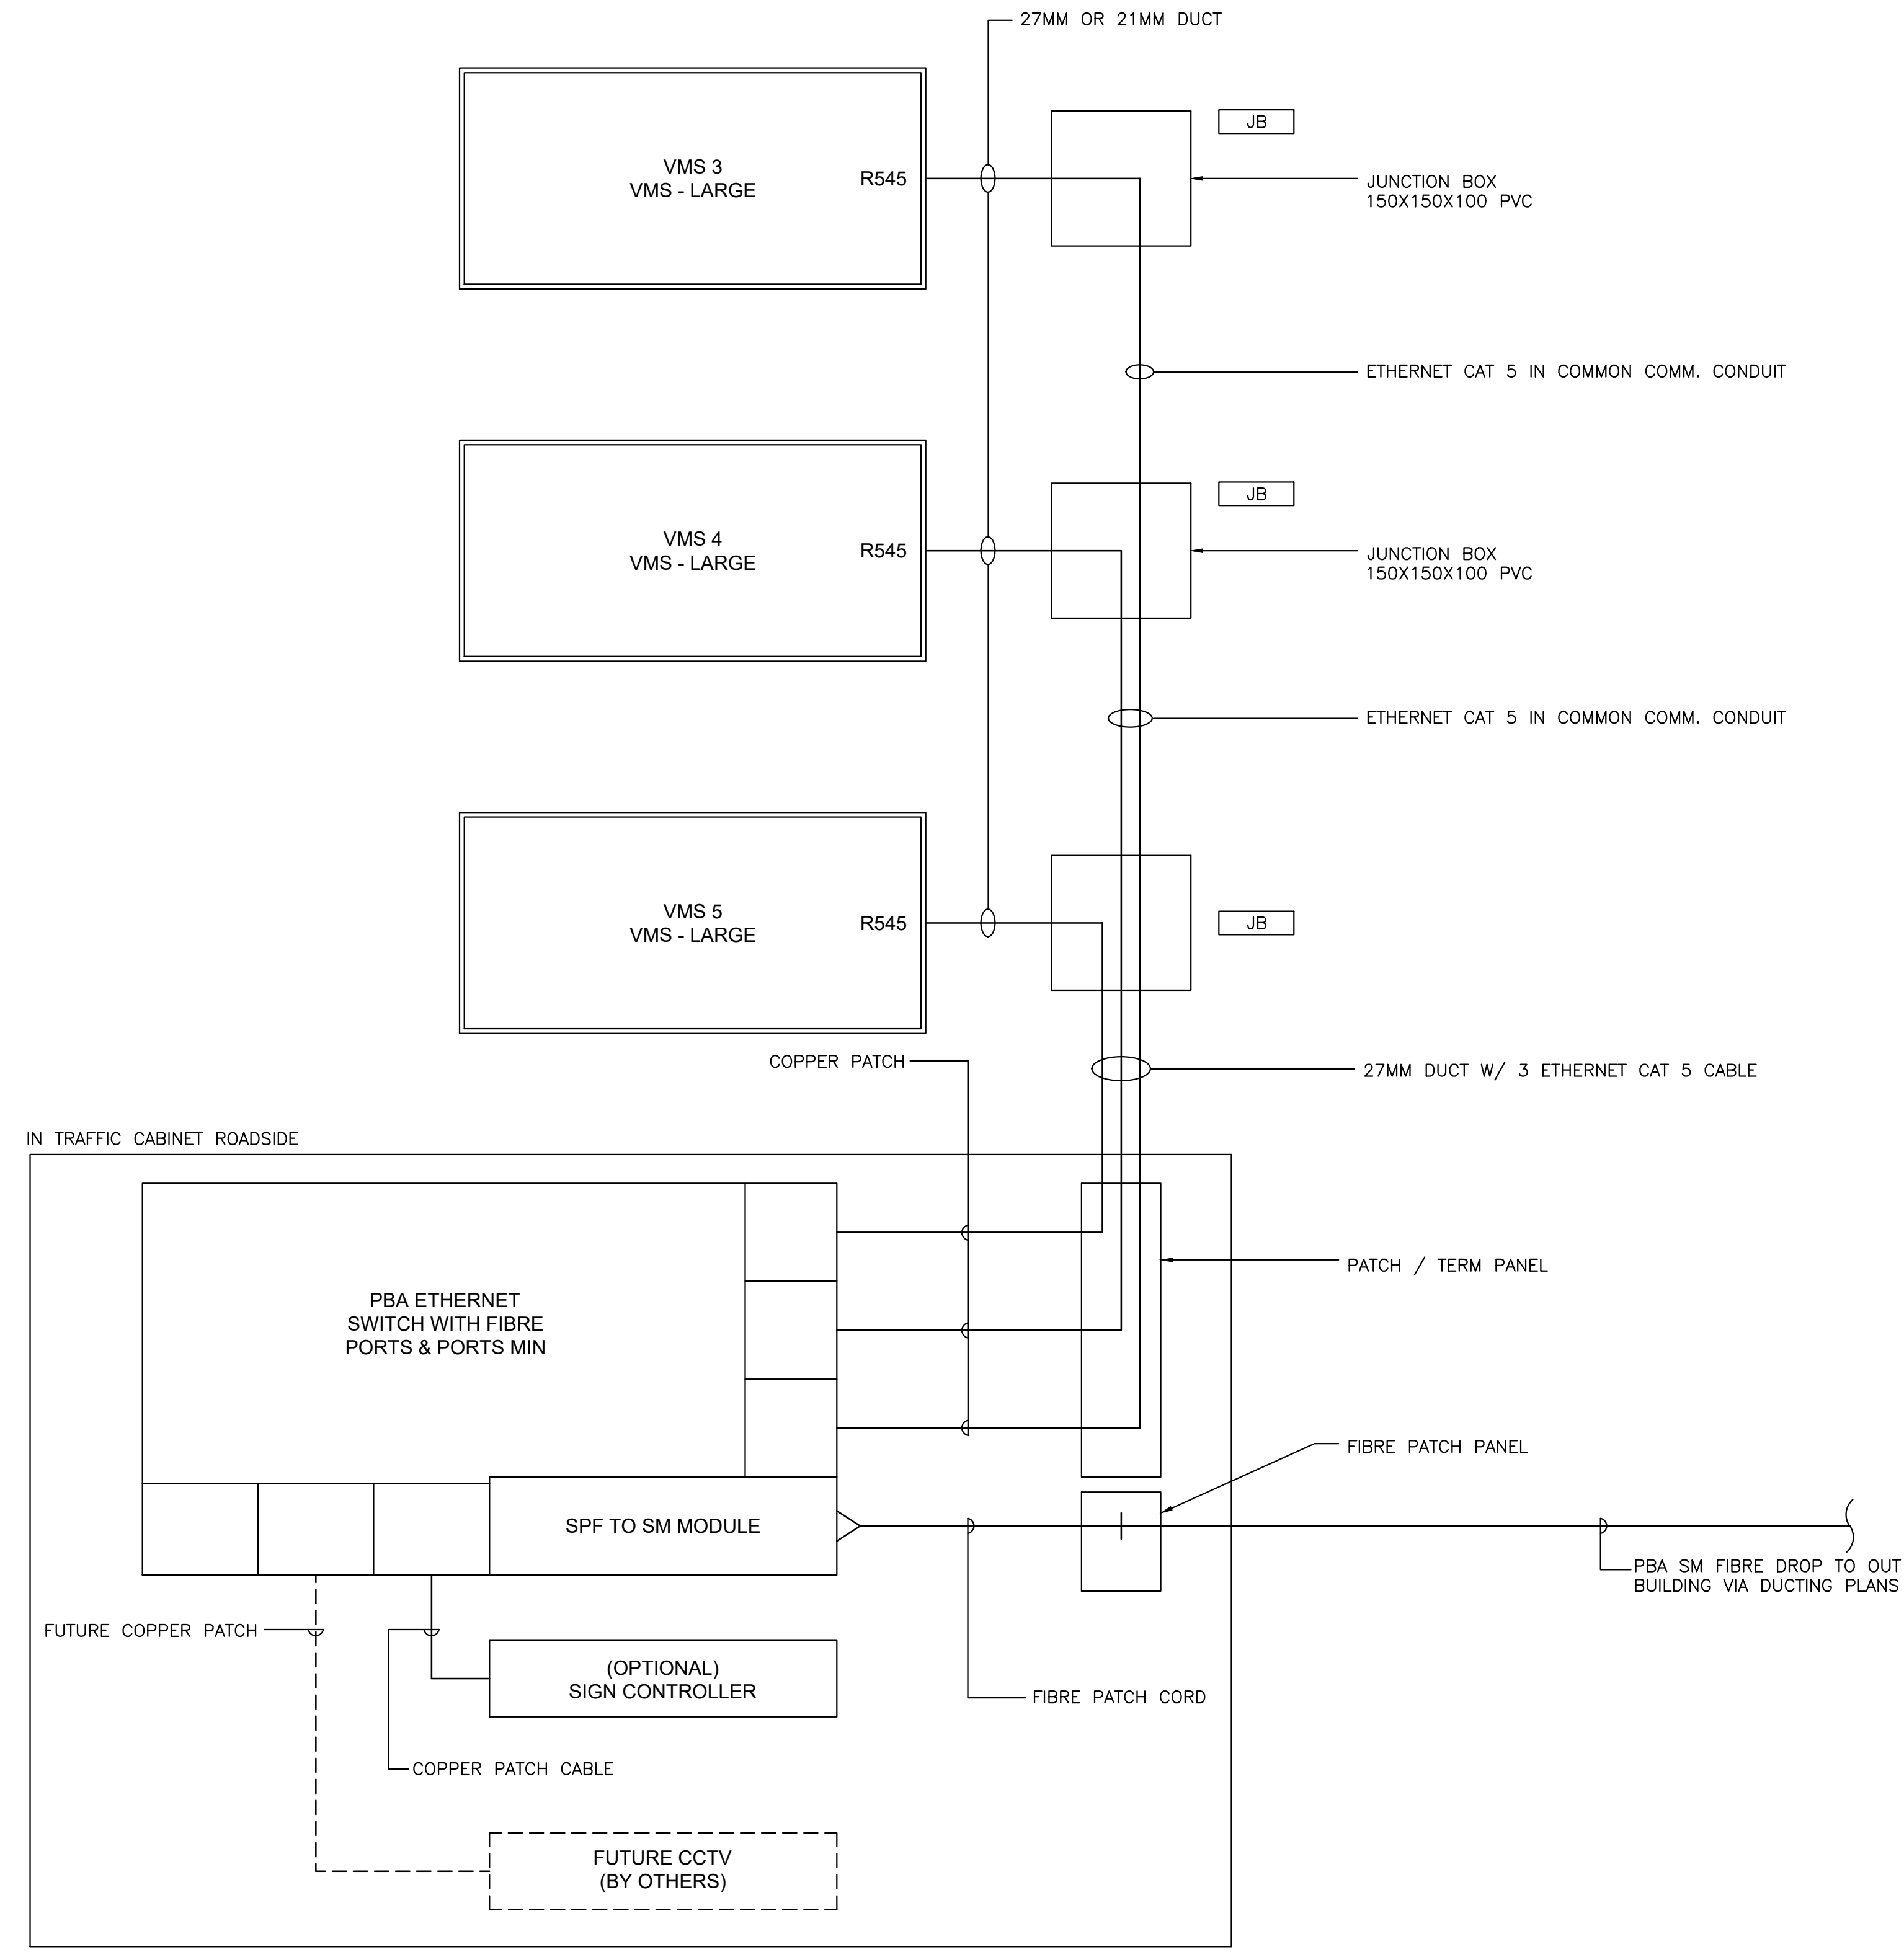 27MM OR 21MM DUCT
VMS 3
VMS - LARGE
R545
JB
JUNCTION BOX
150X150X100 PVC
ETHERNET CAT 5 IN COMMON COMM. CONDUIT
VMS 4
VMS - LARGE
R545
JB
JUNCTION BOX
150X150X100 PVC
ETHERNET CAT 5 IN COMMON COMM. CONDUIT
VMS 5
VMS - LARGE
R545
JB
COPPER PATCH
27MM DUCT W/ 3 ETHERNET CAT 5 CABLE
IN TRAFFIC CABINET ROADSIDE
PBA ETHERNET
SWITCH WITH FIBRE
PORTS & PORTS MIN
PATCH / TERM PANEL
FIBRE PATCH PANEL
SPF TO SM MODULE
PBA SM FIBRE DROP TO OUT
BUILDING VIA DUCTING PLANS
FUTURE COPPER PATCH
(OPTIONAL)
SIGN CONTROLLER
FIBRE PATCH CORD
COPPER PATCH CABLE
FUTURE CCTV
(BY OTHERS)